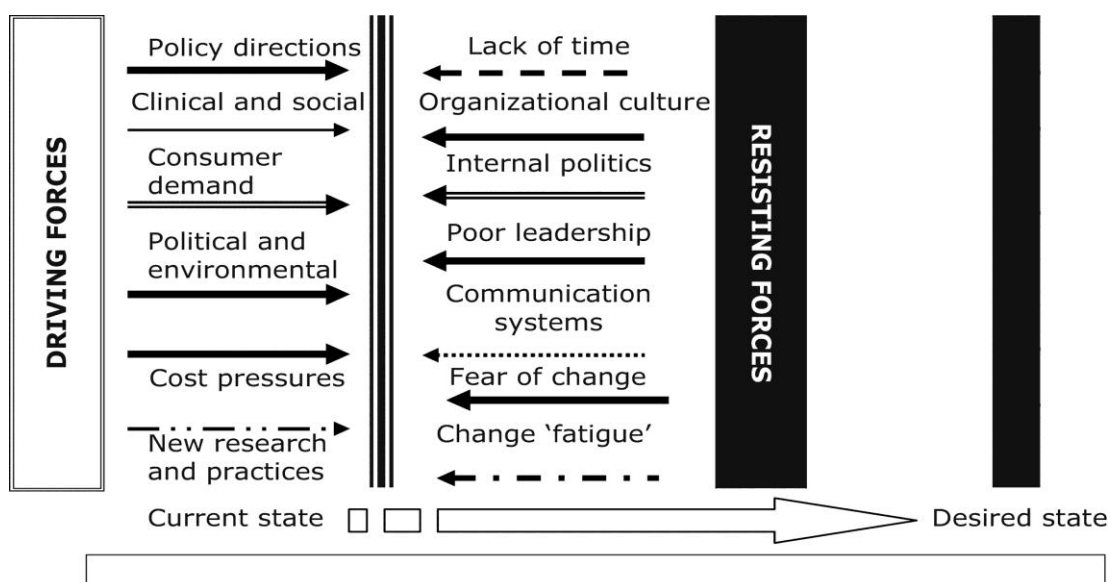 DRIVING FORCES
Policy directions
Clinical and social
Consumer
demand
Political and
environmental
Cost pressures
New research
and practices
Lack of time
Organizational culture
Internal politics
Poor leadership
Communication
systems
Fear of change
Change ‘fatigue’
RESISTING FORCES
Current state
Desired state